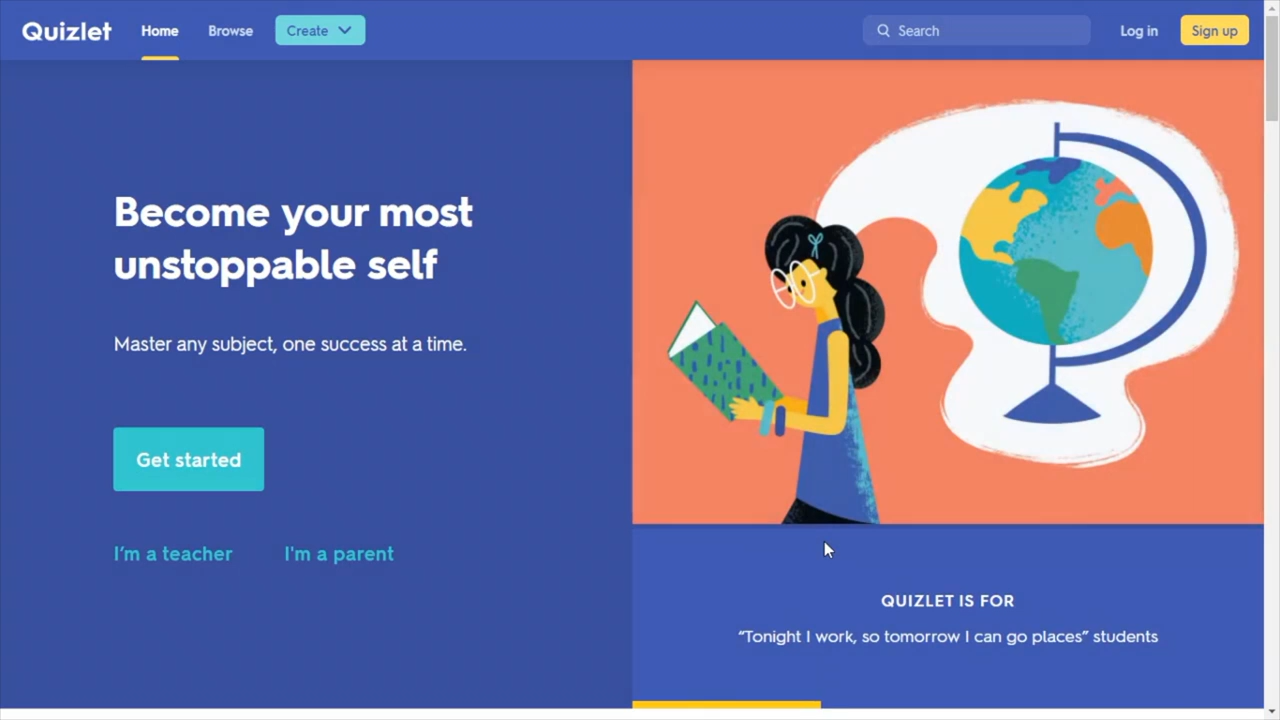 Quizlet
Home
Browse
Create
Search
Log in
Sign up
Become your most
unstoppable self
Master any subject, one success at a time.
Get started
I’m a teacher
I'm a parent
QUIZLET IS FOR
“Tonight I work, so tomorrow I can go places” students